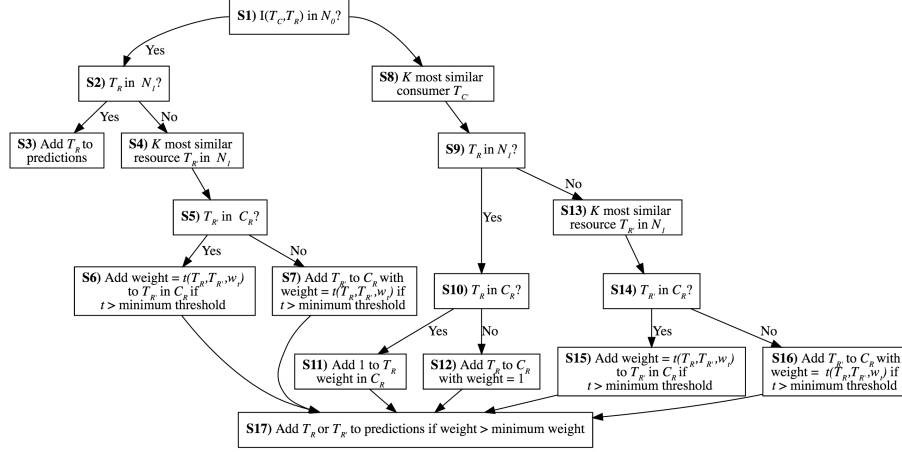 S1) I(T_C,T_R) in N_0?
Yes
S2) T_R in N_1?
S8) K most similar
consumer T_C'
Yes
No
S3) Add T_R to
predictions
S4) K most similar
resource T_R' in N_1
S9) T_R in N_1?
No
S5) T_R' in C_R?
Yes
S13) K most similar
resource T_R' in N_1
Yes
No
S6) Add weight = t(T_R,T_R',w_t)
to T_R' in C_R if
t > minimum threshold
S7) Add T_R' to C_R with
weight = t(T_R,T_R',w_t) if
t > minimum threshold
S10) T_R in C_R?
S14) T_R' in C_R?
Yes
No
Yes
No
S11) Add 1 to T_R
weight in C_R
S12) Add T_R to C_R
with weight = 1
S15) Add weight = t(T_R,T_R',w_t)
to T_R' in C_R if
t > minimum threshold
S16) Add T_R' to C_R with
weight = t(T_R,T_R',w_t) if
t > minimum threshold
S17) Add T_R or T_R' to predictions if weight > minimum weight